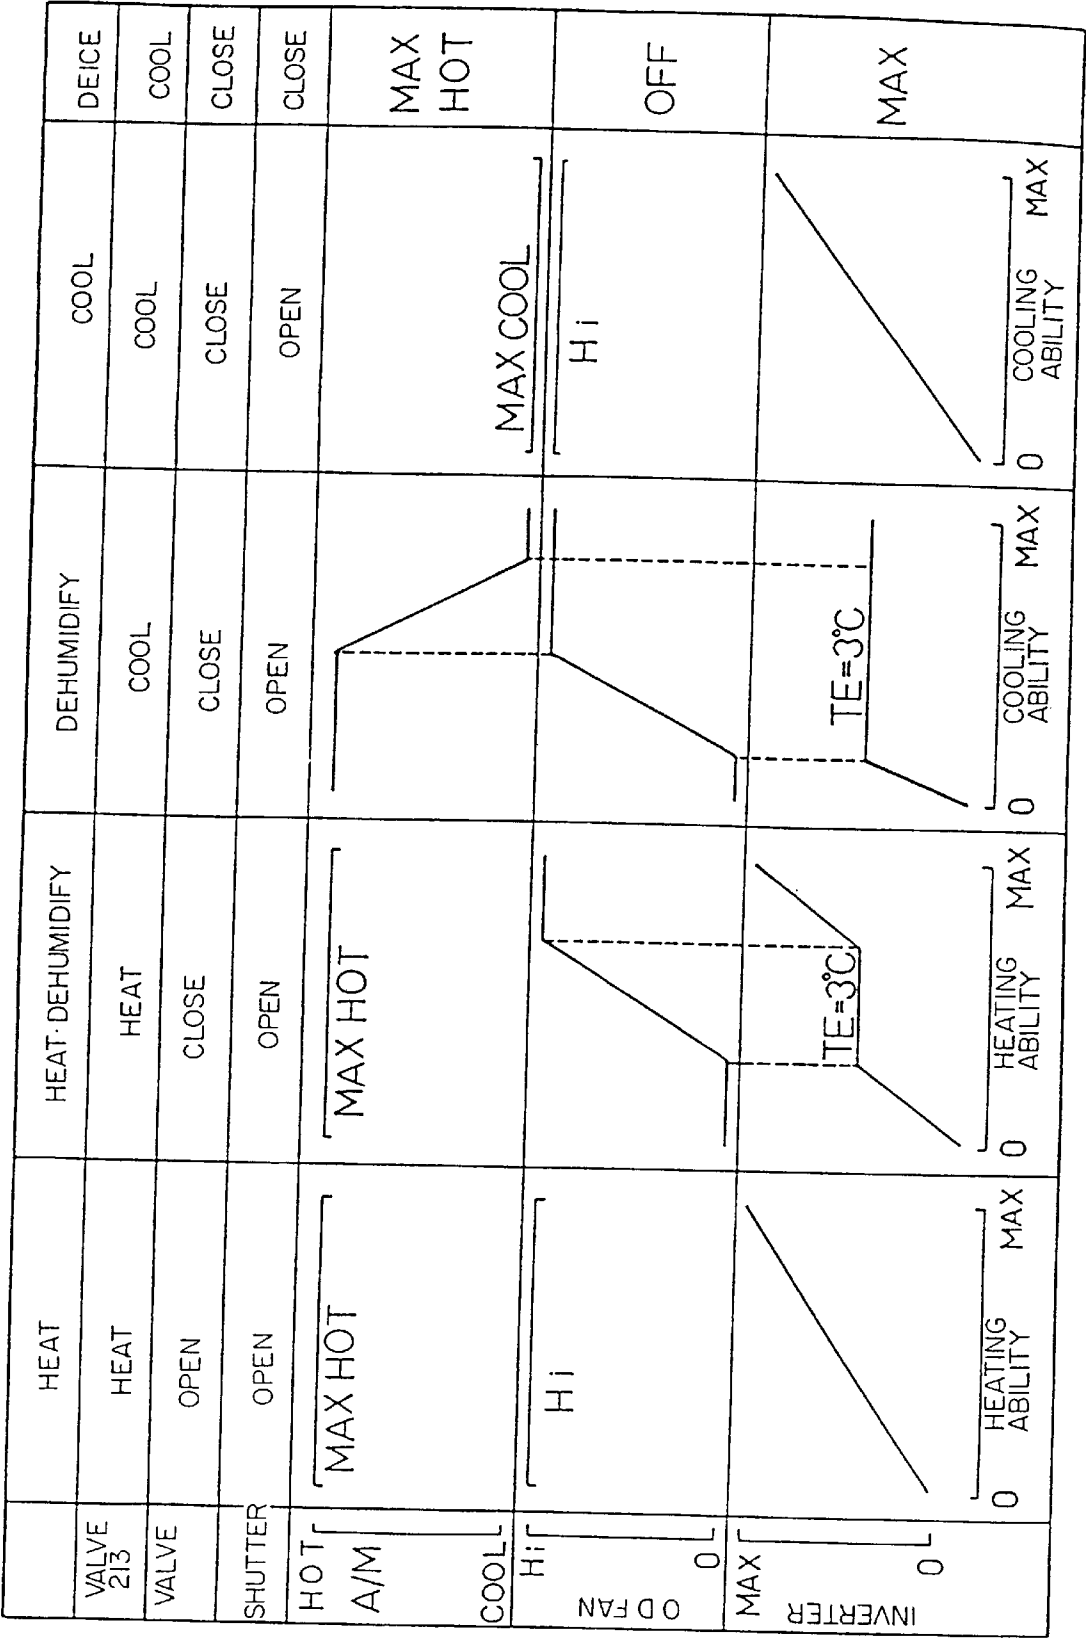 HEAT
HEAT·DEHUMIDIFY
DEHUMIDIFY
COOL
DEICE
VALVE
213
HEAT
HEAT
COOL
COOL
COOL
VALVE
OPEN
CLOSE
CLOSE
CLOSE
CLOSE
SHUTTER
OPEN
OPEN
OPEN
OPEN
CLOSE
HOT
A/M
COOL
MAX HOT
MAX HOT
MAX COOL
MAX
HOT
Hi
OD FAN
0
Hi
Hi
OFF
MAX
INVERTER
0
TE=3°C
TE=3°C
MAX
0
HEATING
ABILITY
MAX
0
HEATING
ABILITY
MAX
0
COOLING
ABILITY
MAX
0
COOLING
ABILITY
MAX